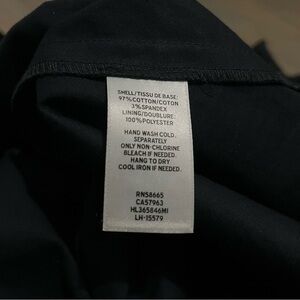 SHELL/TISSU DE BASE:
97% COTTON/COTON
3% SPANDEX
LINING/DOUBLURE:
100% POLYESTER
HAND WASH COLD.
SEPARATELY
ONLY NON-CHLORINE
BLEACH IF NEEDED.
HANG TO DRY
COOL IRON IF NEEDED.
RN58665
CA57963
HL365846MI
LH-15579